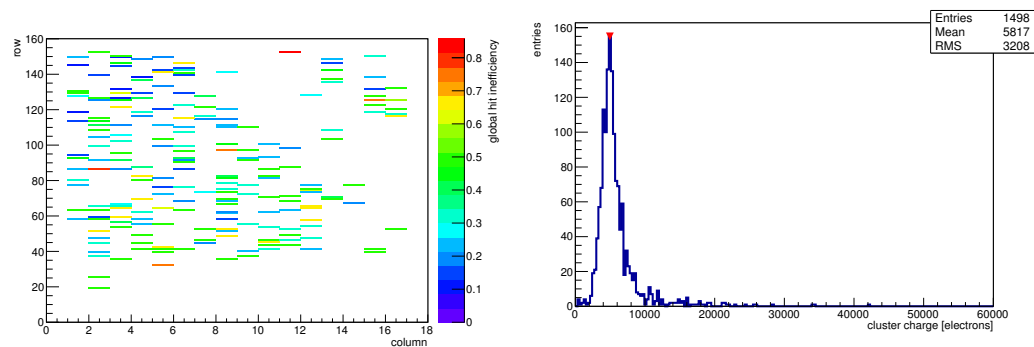 row
160
140
120
100
80
60
40
20
0
0 2 4 6 8 10 12 14 16 18
column
0.8
0.7
0.6
0.5
0.4
0.3
0.2
0.1
0
global hit inefficiency
entries
160
140
120
100
80
60
40
20
0
0 10000 20000 30000 40000 50000 60000
cluster charge [electrons]
Entries 1498
Mean 5817
RMS 3208